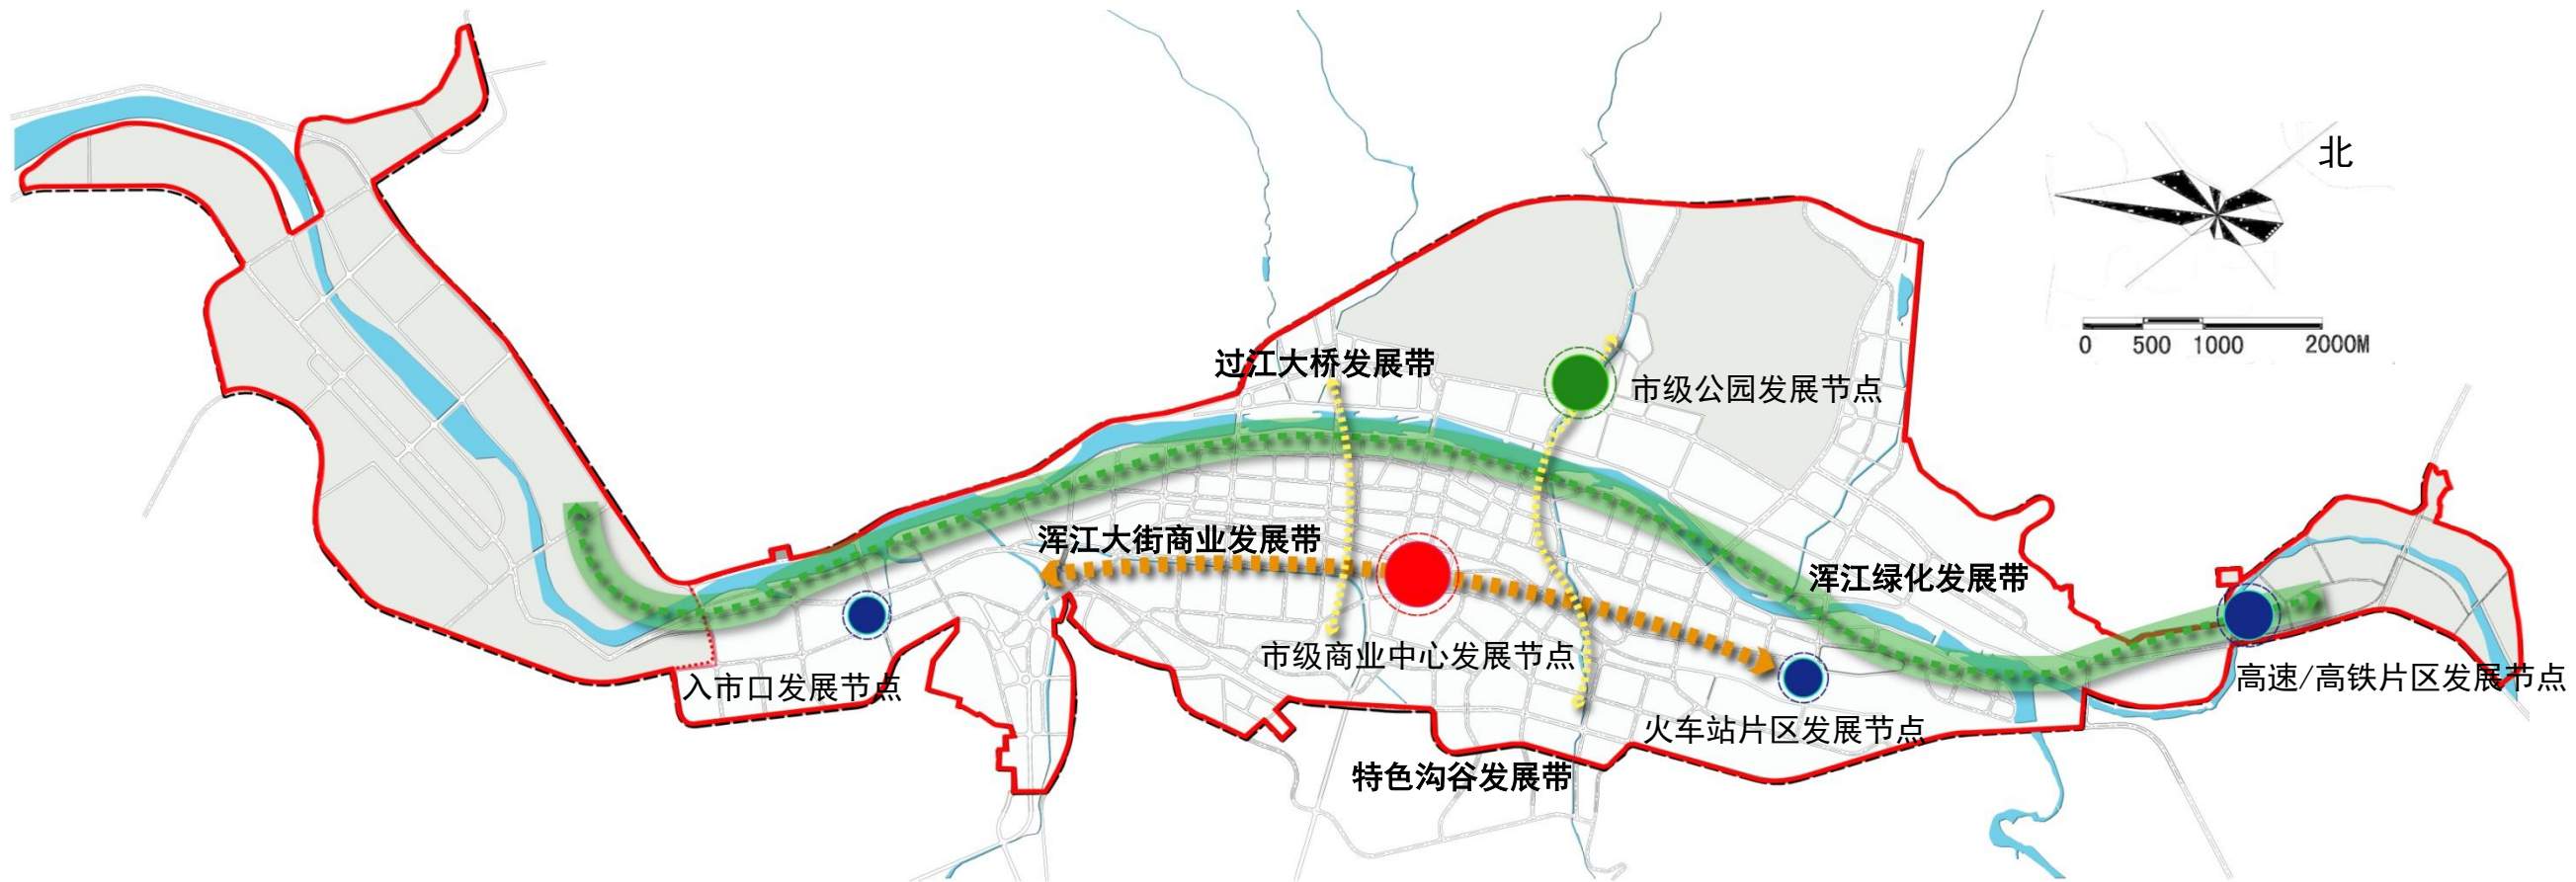 北
0 500 1000 2000M
过江大桥发展带
市级公园发展节点
浑江大街商业发展带
浑江绿化发展带
市级商业中心发展节点
入市口发展节点
高速/高铁片区发展节点
火车站片区发展节点
特色沟谷发展带